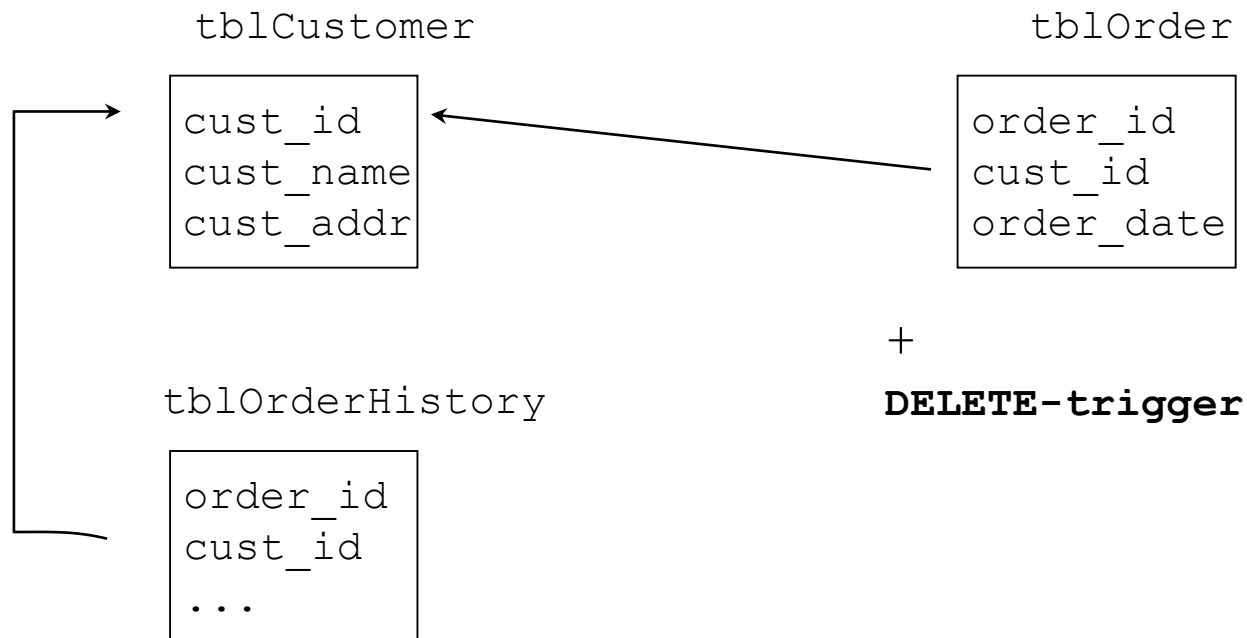 tblCustomer
cust_id
cust_name
cust_addr
tblOrder
order_id
cust_id
order_date
+
DELETE-trigger
tblOrderHistory
order_id
cust_id
...